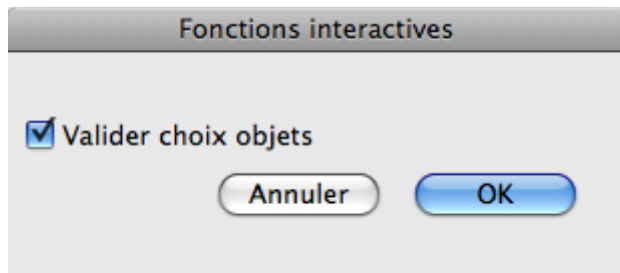 Fonctions interactives
Valider choix objets
Annuler OK